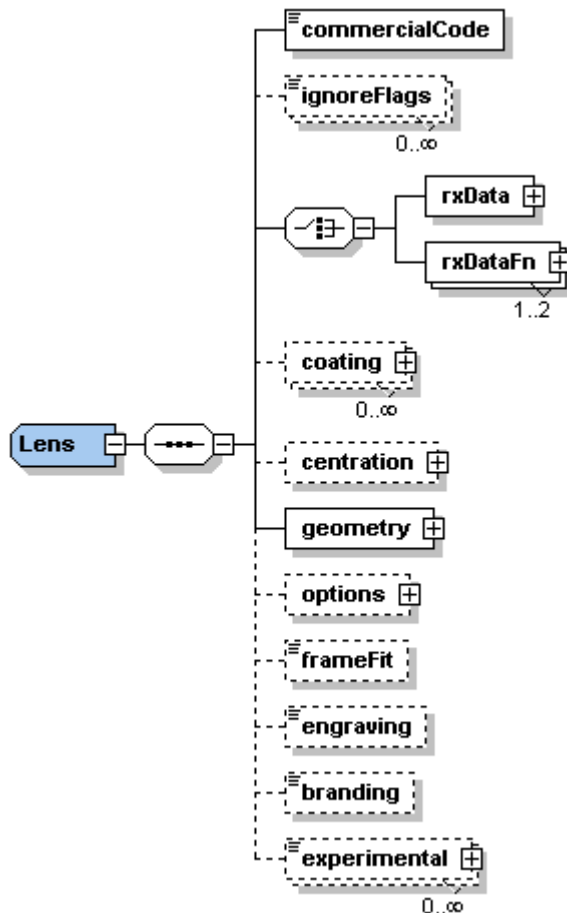 commercialCode
ignoreFlags
0..∞
rxData
rxDataFn
1..2
coating
0..∞
Lens
centration
geometry
options
frameFit
engraving
branding
experimental
0..∞